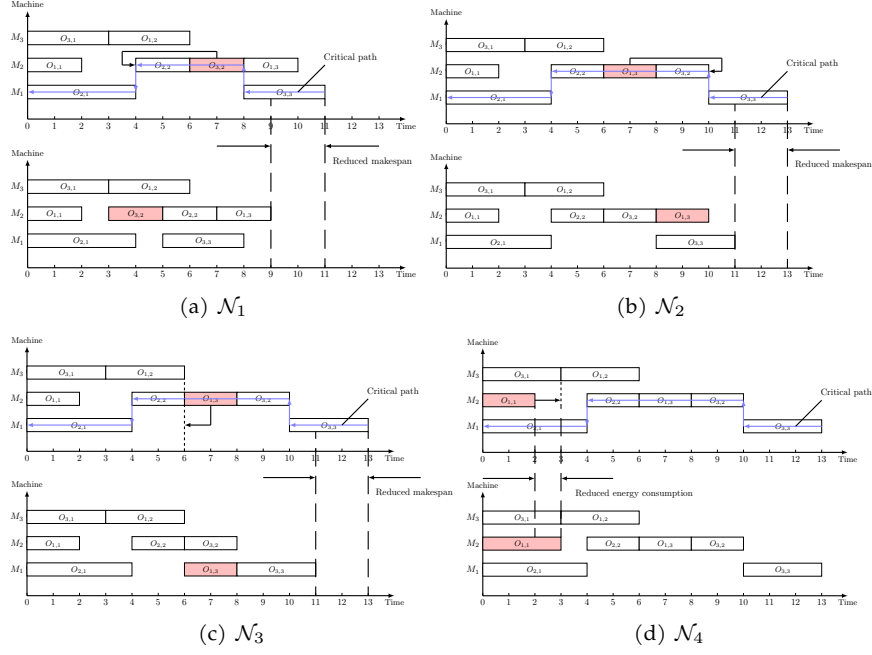 Machine
M3 O3,1 O1,2
Critical path
M2 O1,1 O2,2 O3,2 O1,3
M1 O2,1 O3,3
0 1 2 3 4 5 6 7 8 9 10 11 12 13 Time
Machine
Reduced makespan
M3 O3,1 O1,2
M2 O1,1 O3,2 O2,2 O1,3
M1 O2,1 O3,3
0 1 2 3 4 5 6 7 8 9 10 11 12 13 Time
(a) N1
Machine
M3 O3,1 O1,2
Critical path
M2 O1,1 O2,2 O1,3 O3,2
M1 O2,1 O3,3
0 1 2 3 4 5 6 7 8 9 10 11 12 13 Time
Machine
Reduced makespan
M3 O3,1 O1,2
M2 O1,1 O2,2 O3,2 O1,3
M1 O2,1 O3,3
0 1 2 3 4 5 6 7 8 9 10 11 12 13 Time
(b) N2
Machine
M3 O3,1 O1,2
Critical path
M2 O1,1 O2,2 O1,3 O3,2
M1 O2,1 O3,3
0 1 2 3 4 5 6 7 8 9 10 11 12 13 Time
Machine
Reduced makespan
M3 O3,1 O1,2
M2 O1,1 O2,2 O3,2
M1 O2,1 O1,3 O3,3
0 1 2 3 4 5 6 7 8 9 10 11 12 13 Time
(c) N3
Machine
M3 O3,1 O1,2
Critical path
M2 O1,1 O2,2 O1,3 O3,2
M1 O2,1 O3,3
0 1 2 3 4 5 6 7 8 9 10 11 12 13 Time
Machine
Reduced energy consumption
M3 O3,1 O1,2
M2 O1,1 O2,2 O1,3 O3,2
M1 O2,1 O3,3
0 1 2 3 4 5 6 7 8 9 10 11 12 13 Time
(d) N4